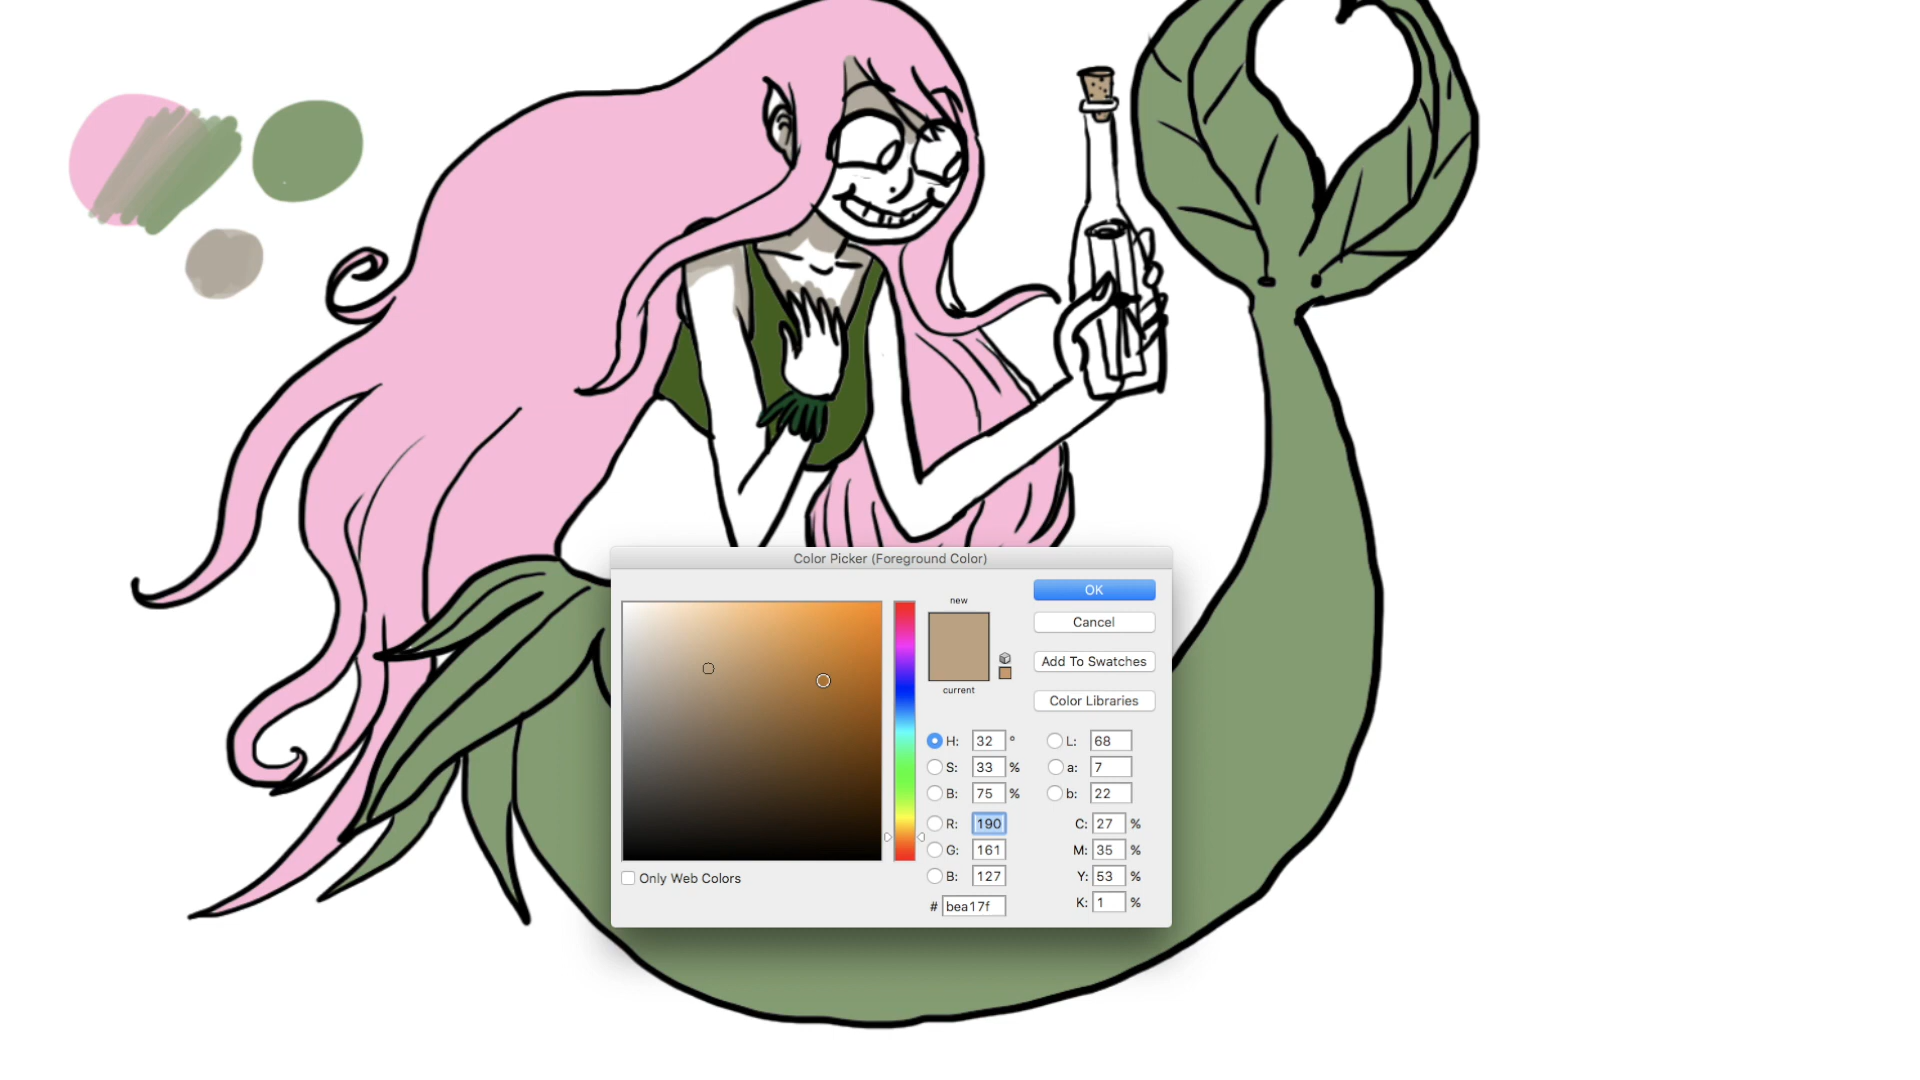 Color Picker (Foreground Color)
new
current
OK
Cancel
Add To Swatches
Color Libraries
H: 32 °
S: 33 %
B: 75 %
R: 190
G: 161
B: 127
# bea17f
L: 68
a: 7
b: 22
C: 27 %
M: 35 %
Y: 53 %
K: 1 %
Only Web Colors